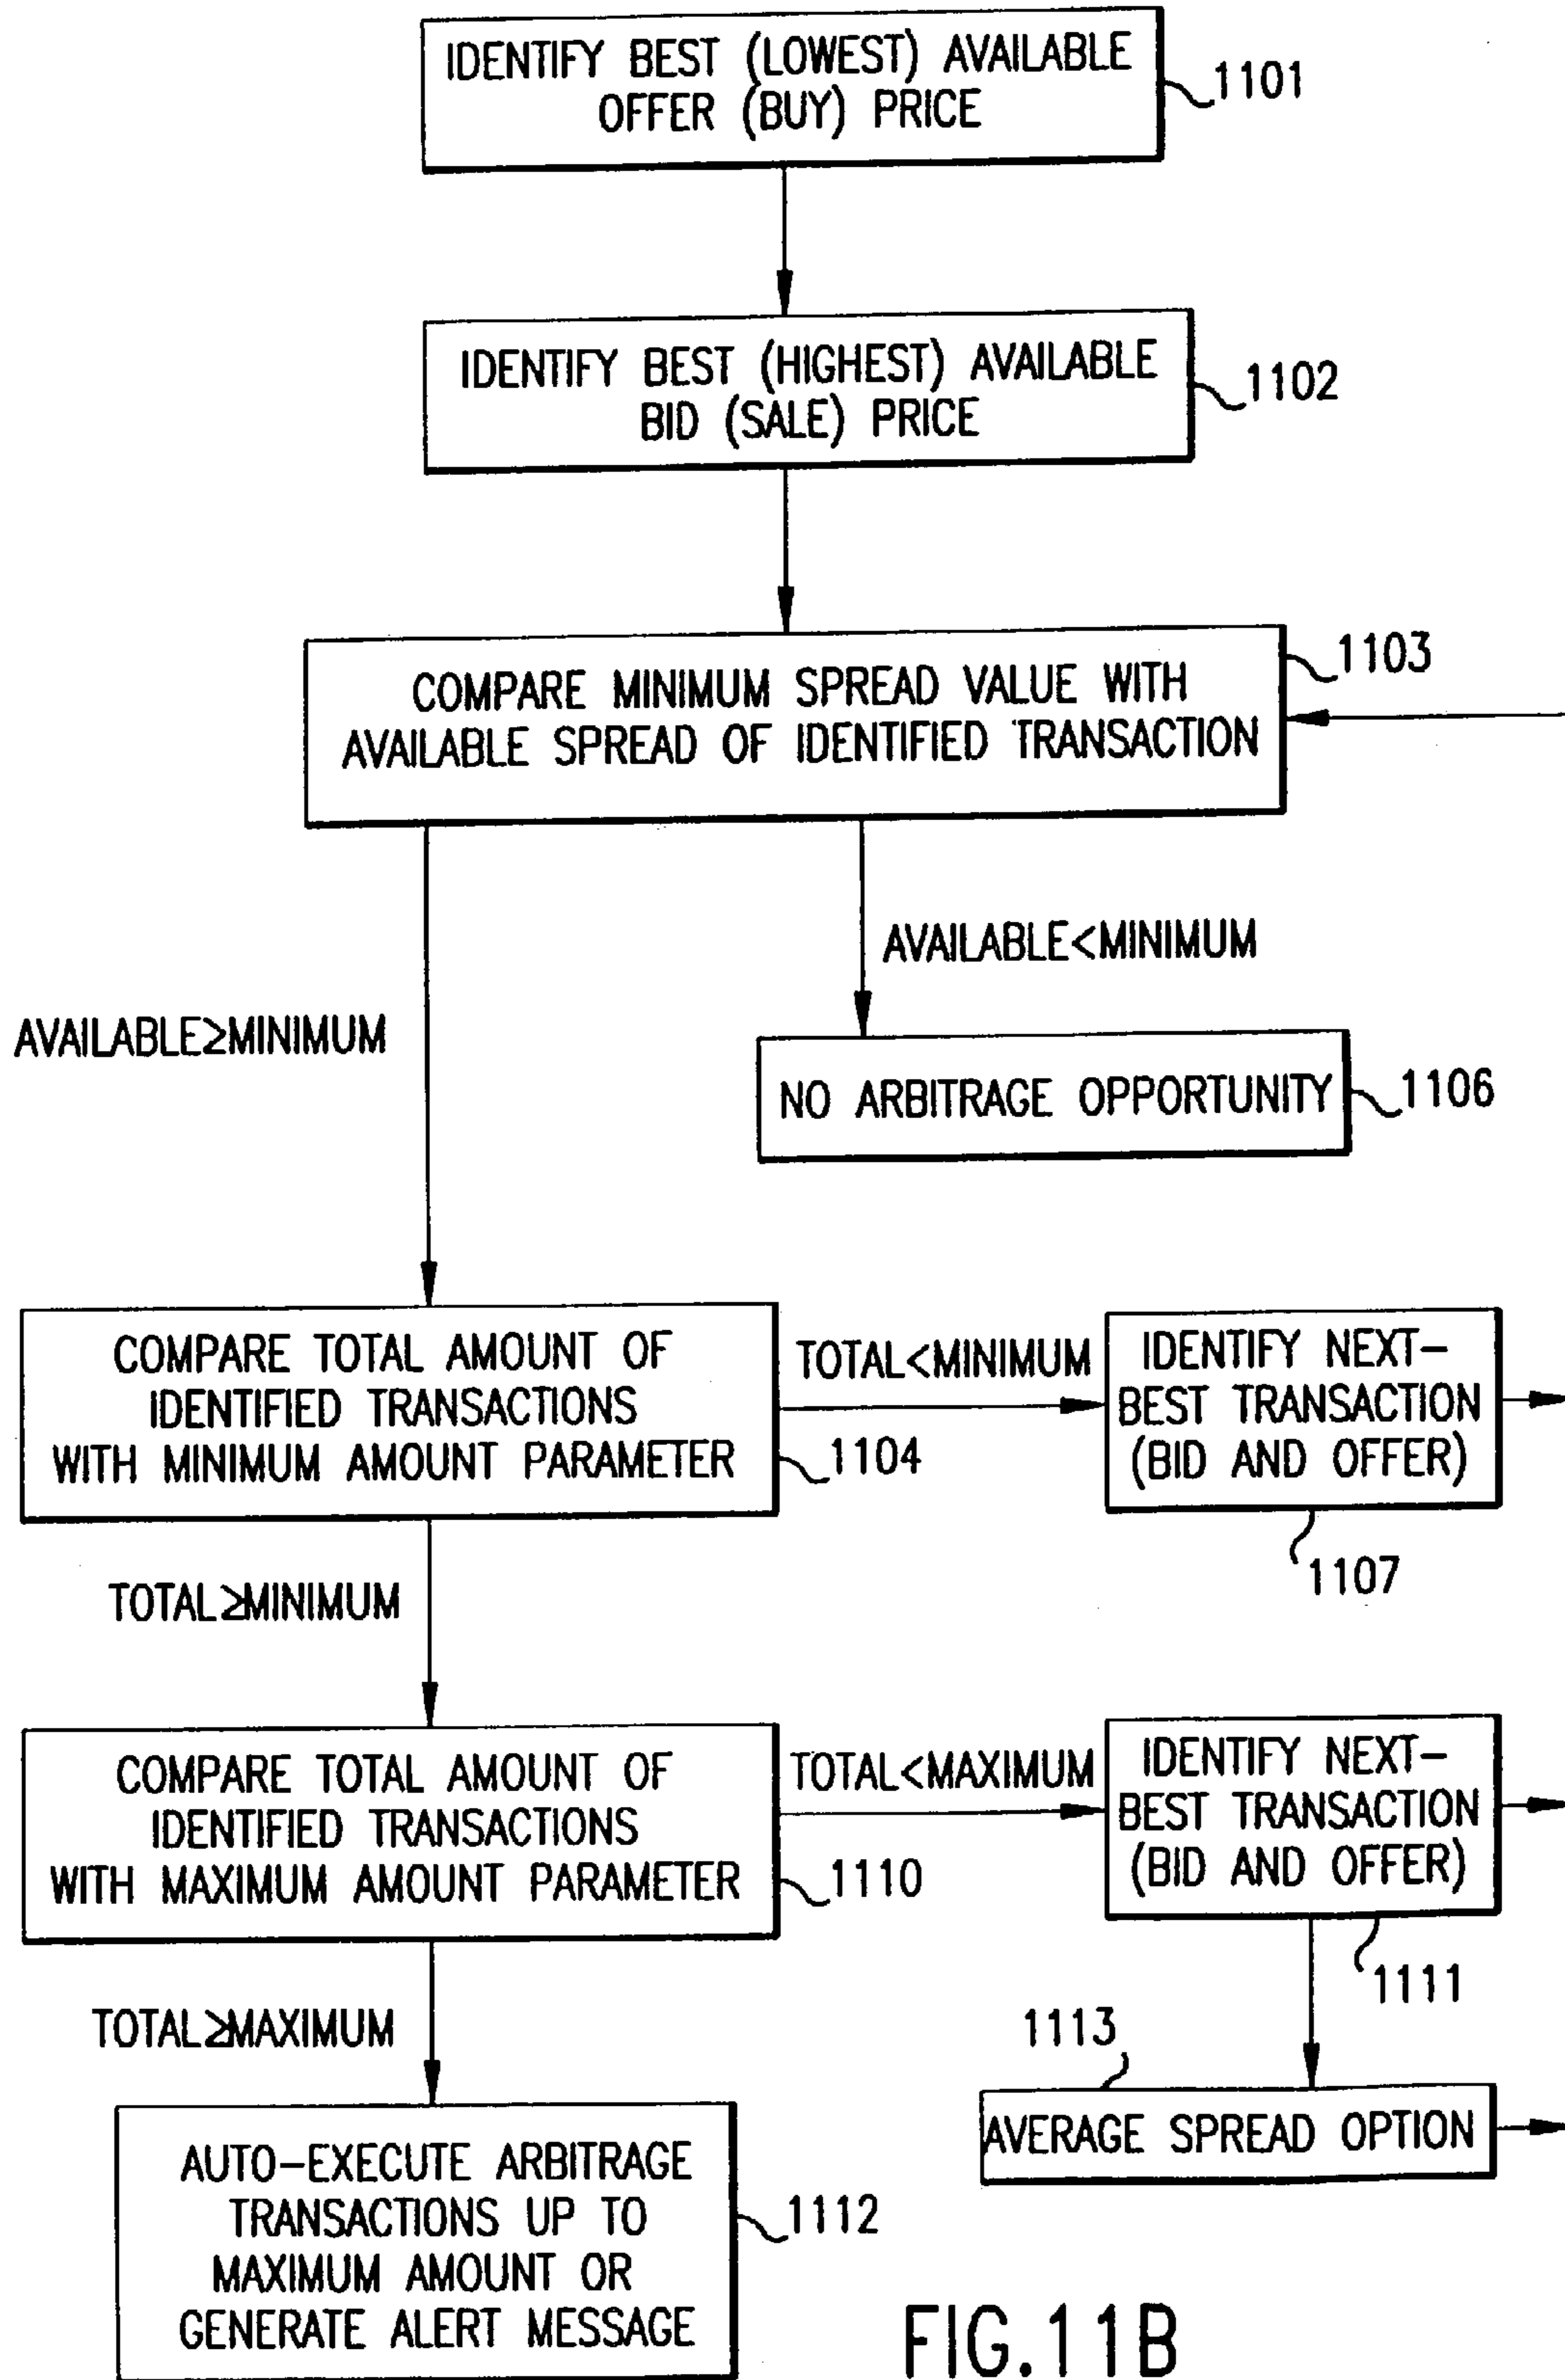 IDENTIFY BEST (LOWEST) AVAILABLE
OFFER (BUY) PRICE
1101
IDENTIFY BEST (HIGHEST) AVAILABLE
BID (SALE) PRICE
1102
COMPARE MINIMUM SPREAD VALUE WITH
AVAILABLE SPREAD OF IDENTIFIED TRANSACTION
1103
AVAILABLE<MINIMUM
AVAILABLE≥MINIMUM
NO ARBITRAGE OPPORTUNITY
1106
COMPARE TOTAL AMOUNT OF
IDENTIFIED TRANSACTIONS
WITH MINIMUM AMOUNT PARAMETER
1104
TOTAL<MINIMUM
IDENTIFY NEXT-
BEST TRANSACTION
(BID AND OFFER)
1107
TOTAL≥MINIMUM
COMPARE TOTAL AMOUNT OF
IDENTIFIED TRANSACTIONS
WITH MAXIMUM AMOUNT PARAMETER
1110
TOTAL<MAXIMUM
IDENTIFY NEXT-
BEST TRANSACTION
(BID AND OFFER)
1111
TOTAL≥MAXIMUM
1113
AVERAGE SPREAD OPTION
AUTO-EXECUTE ARBITRAGE
TRANSACTIONS UP TO
MAXIMUM AMOUNT OR
GENERATE ALERT MESSAGE
1112
FIG.11B